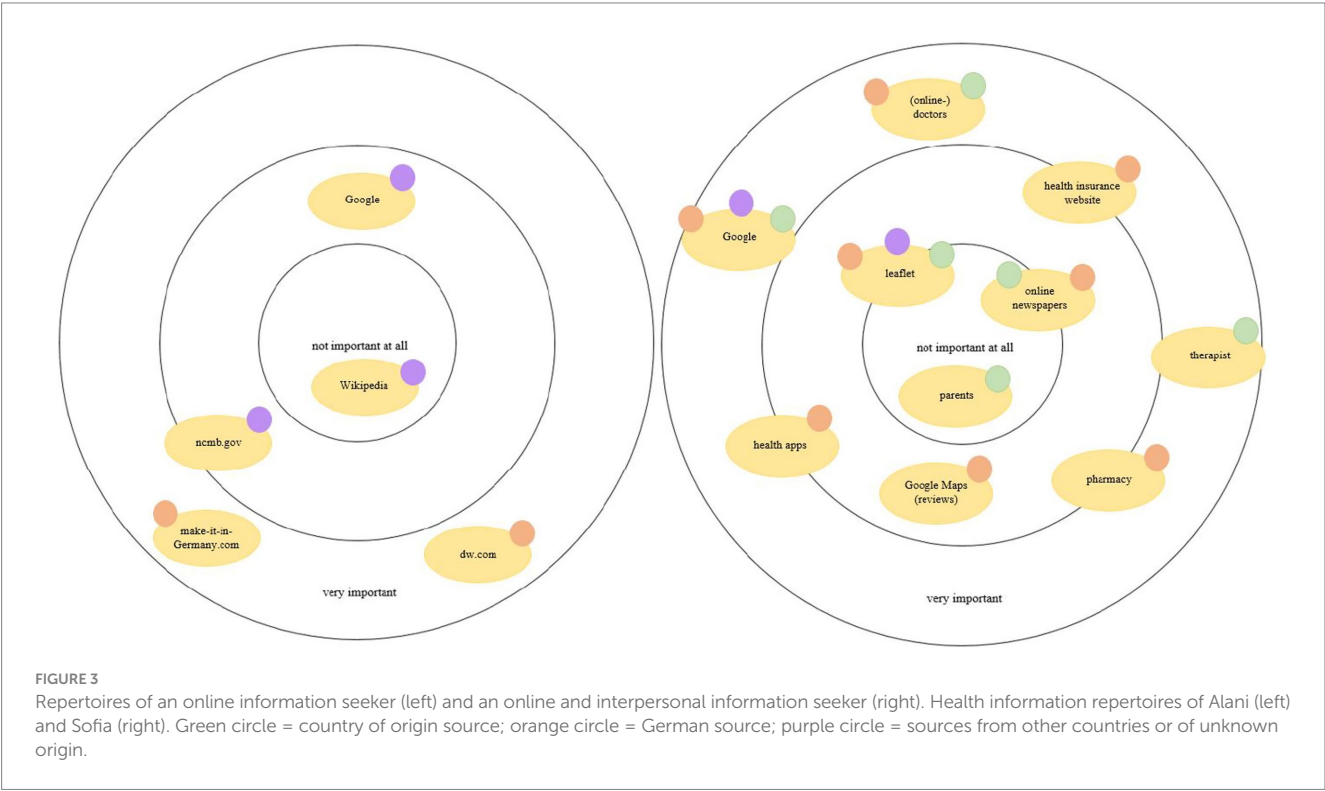 Google
not important at all
Wikipedia
ncmb.gov
make-it-in-
Germany.com
dw.com
very important
(online-)
doctors
health insurance
website
Google
leaflet
online
newspapers
not important at all
therapist
parents
health apps
Google Maps
(reviews)
pharmacy
very important
FIGURE 3
Repertoires of an online information seeker (left) and an online and interpersonal information seeker (right). Health information repertoires of Alani (left)
and Sofia (right). Green circle = country of origin source; orange circle = German source; purple circle = sources from other countries or of unknown
origin.